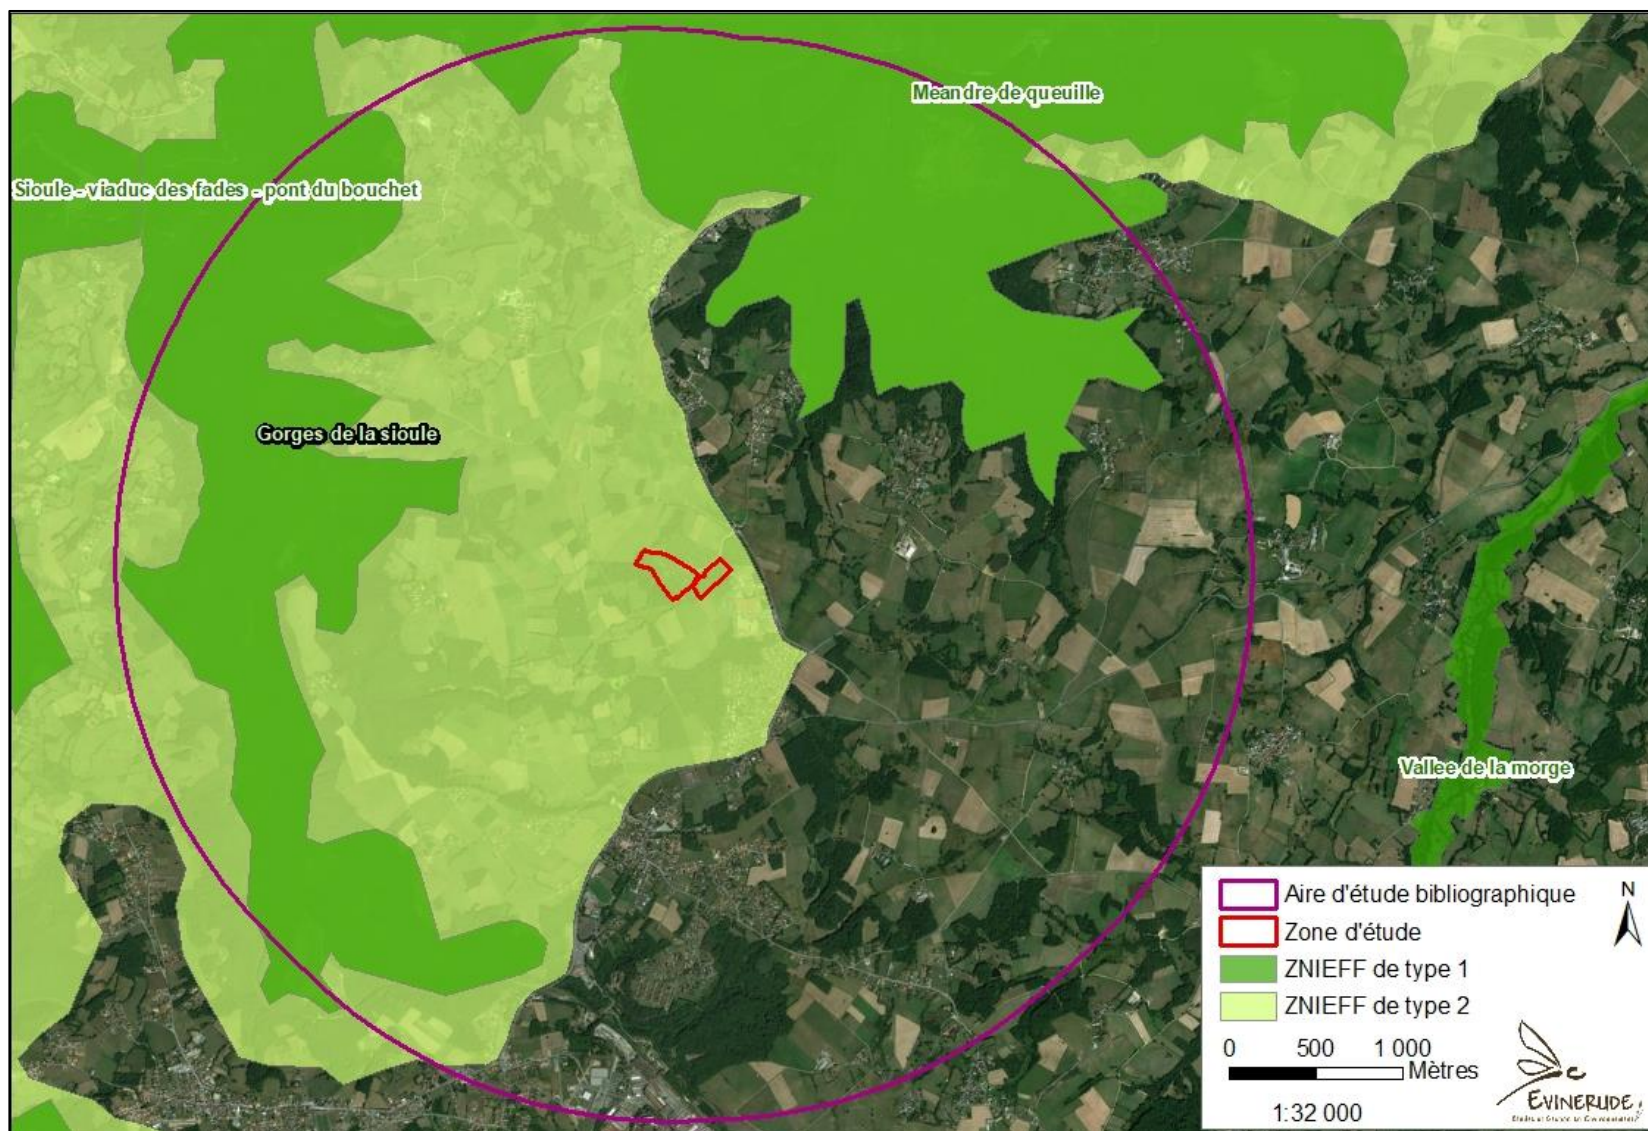 Meandre de queuille
Sioule - viaduc des fades - pont du bouchet
Gorges de la sioule
Vallee de la morge
Aire d'étude bibliographique
Zone d'étude
ZNIEFF de type 1
ZNIEFF de type 2
N
0 500 1 000
Mètres
1:32 000
EVINERUDE